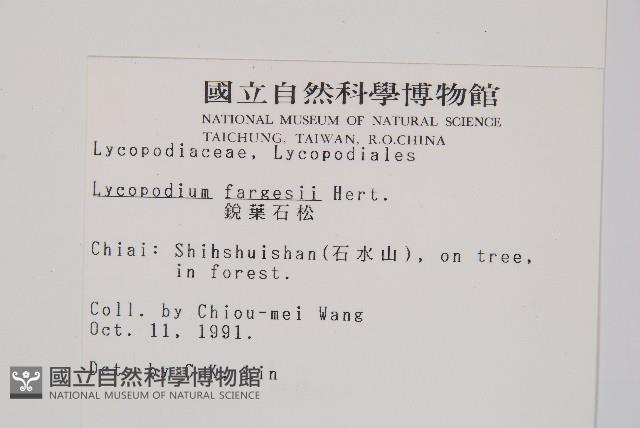 國立自然科學博物館
NATIONAL MUSEUM OF NATURAL SCIENCE
TAICHUNG, TAIWAN, R.O.CHINA
Lycopodiaceae, Lycopodiales
Lycopodium fargesii Hert.
銳葉石松
Chiai: Shihshuishan(石水山), on tree,
in forest.
Coll. by Chiou-mei Wang
Oct. 11, 1991.
Det. by C.
國立自然科學博物館
NATIONAL MUSEUM OF NATURAL SCIENCE